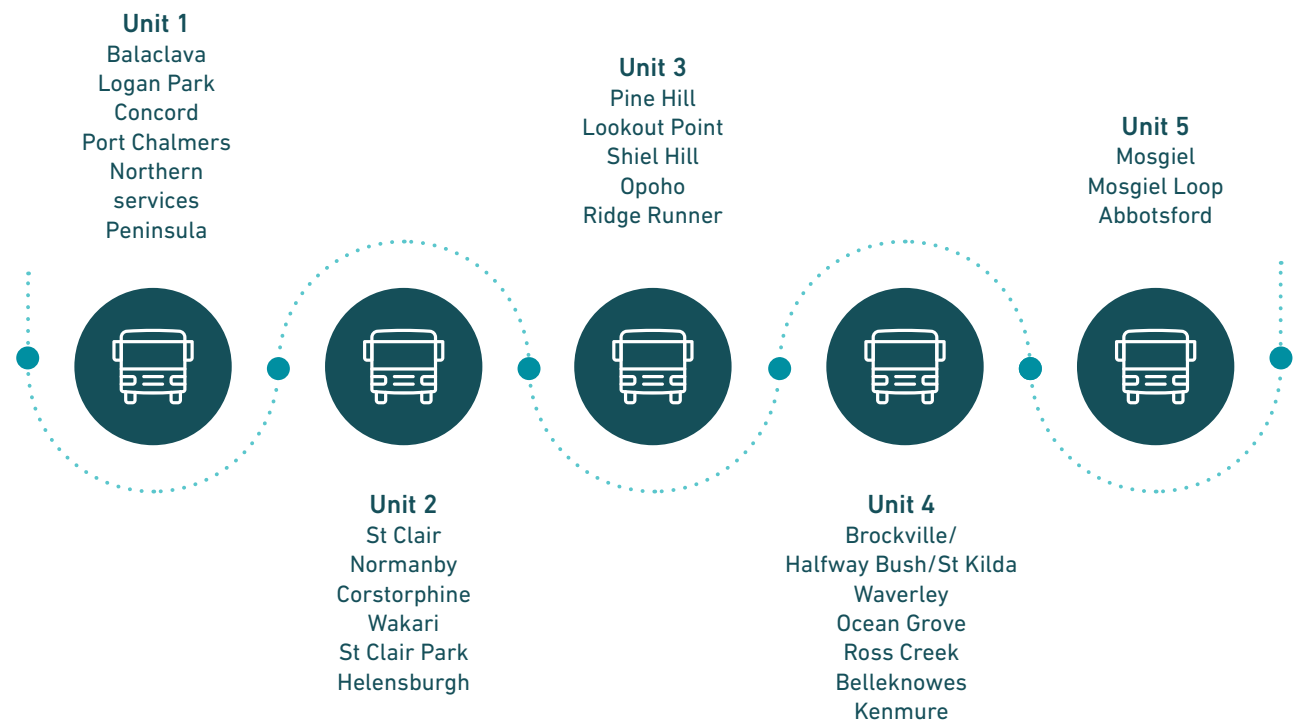 Unit 1
Balaclava
Logan Park
Concord
Port Chalmers
Northern
services
Peninsula
Unit 2
St Clair
Normanby
Corstorphine
Wakari
St Clair Park
Helensburgh
Unit 3
Pine Hill
Lookout Point
Shiel Hill
Opoho
Ridge Runner
Unit 4
Brockville/
Halfway Bush/St Kilda
Waverley
Ocean Grove
Ross Creek
Belleknowes
Kenmure
Unit 5
Mosgiel
Mosgiel Loop
Abbotsford